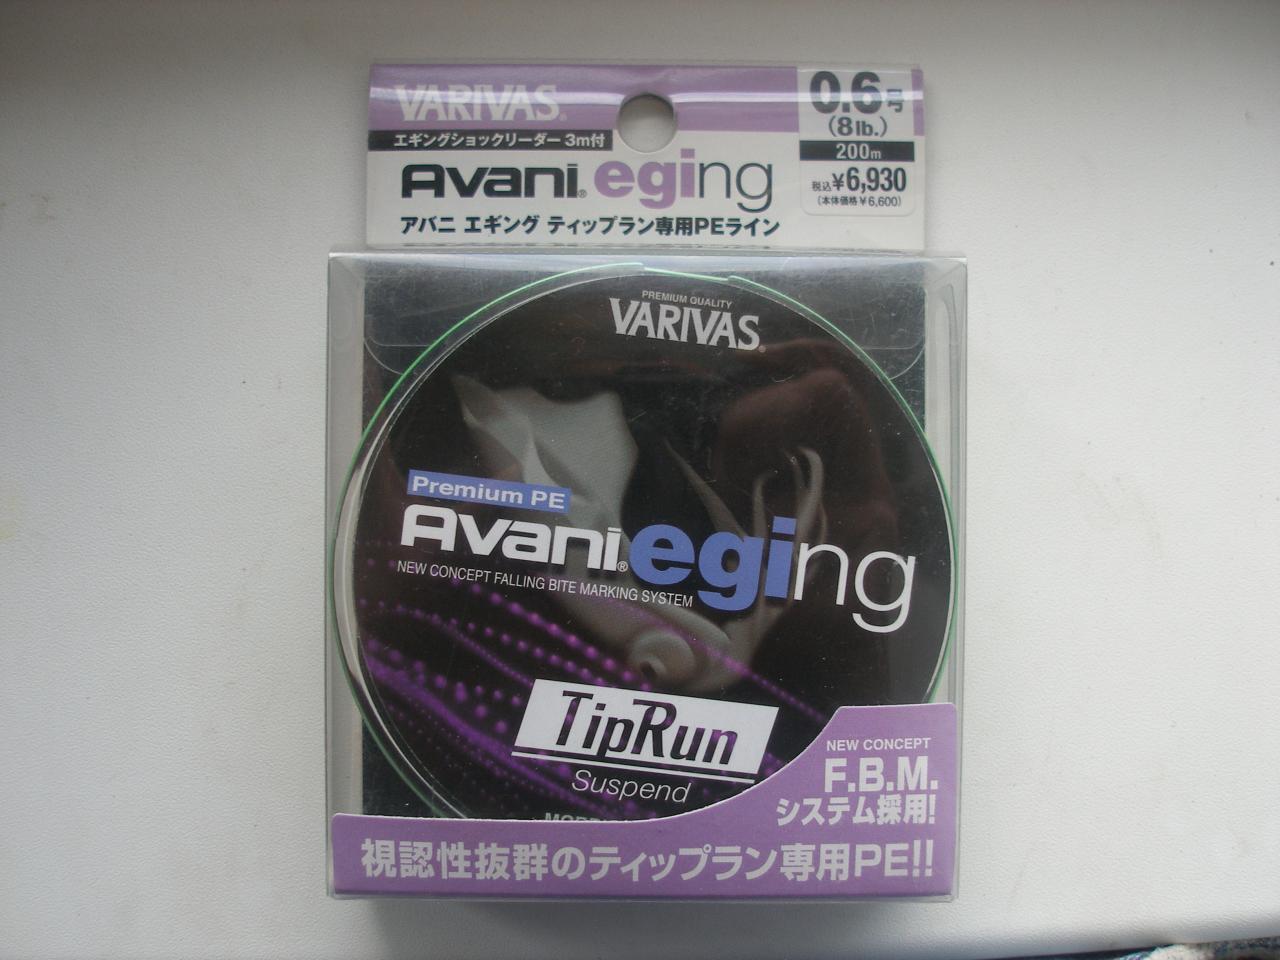 VARIVAS®
0.6号
(8lb.)
200m
税込¥6,930
(本体価格¥6,600)
エギングショックリーダー 3m付
Avani® eging
アバニ エギング ティップラン専用PEライン
PREMIUM QUALITY
VARIVAS®
Premium PE
Avani® eging
NEW CONCEPT FALLING BITE MARKING SYSTEM
TipRun
Suspend
NEW CONCEPT
F.B.M.
システム採用!
視認性抜群のティップラン専用PE!!